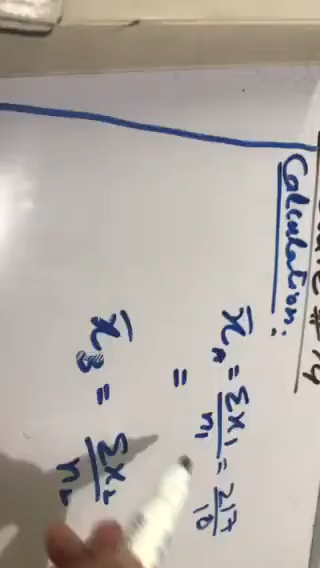 Calculation:
x̄A = Σx1/n1 = 217/10
=
x̄B = Σx2/n2